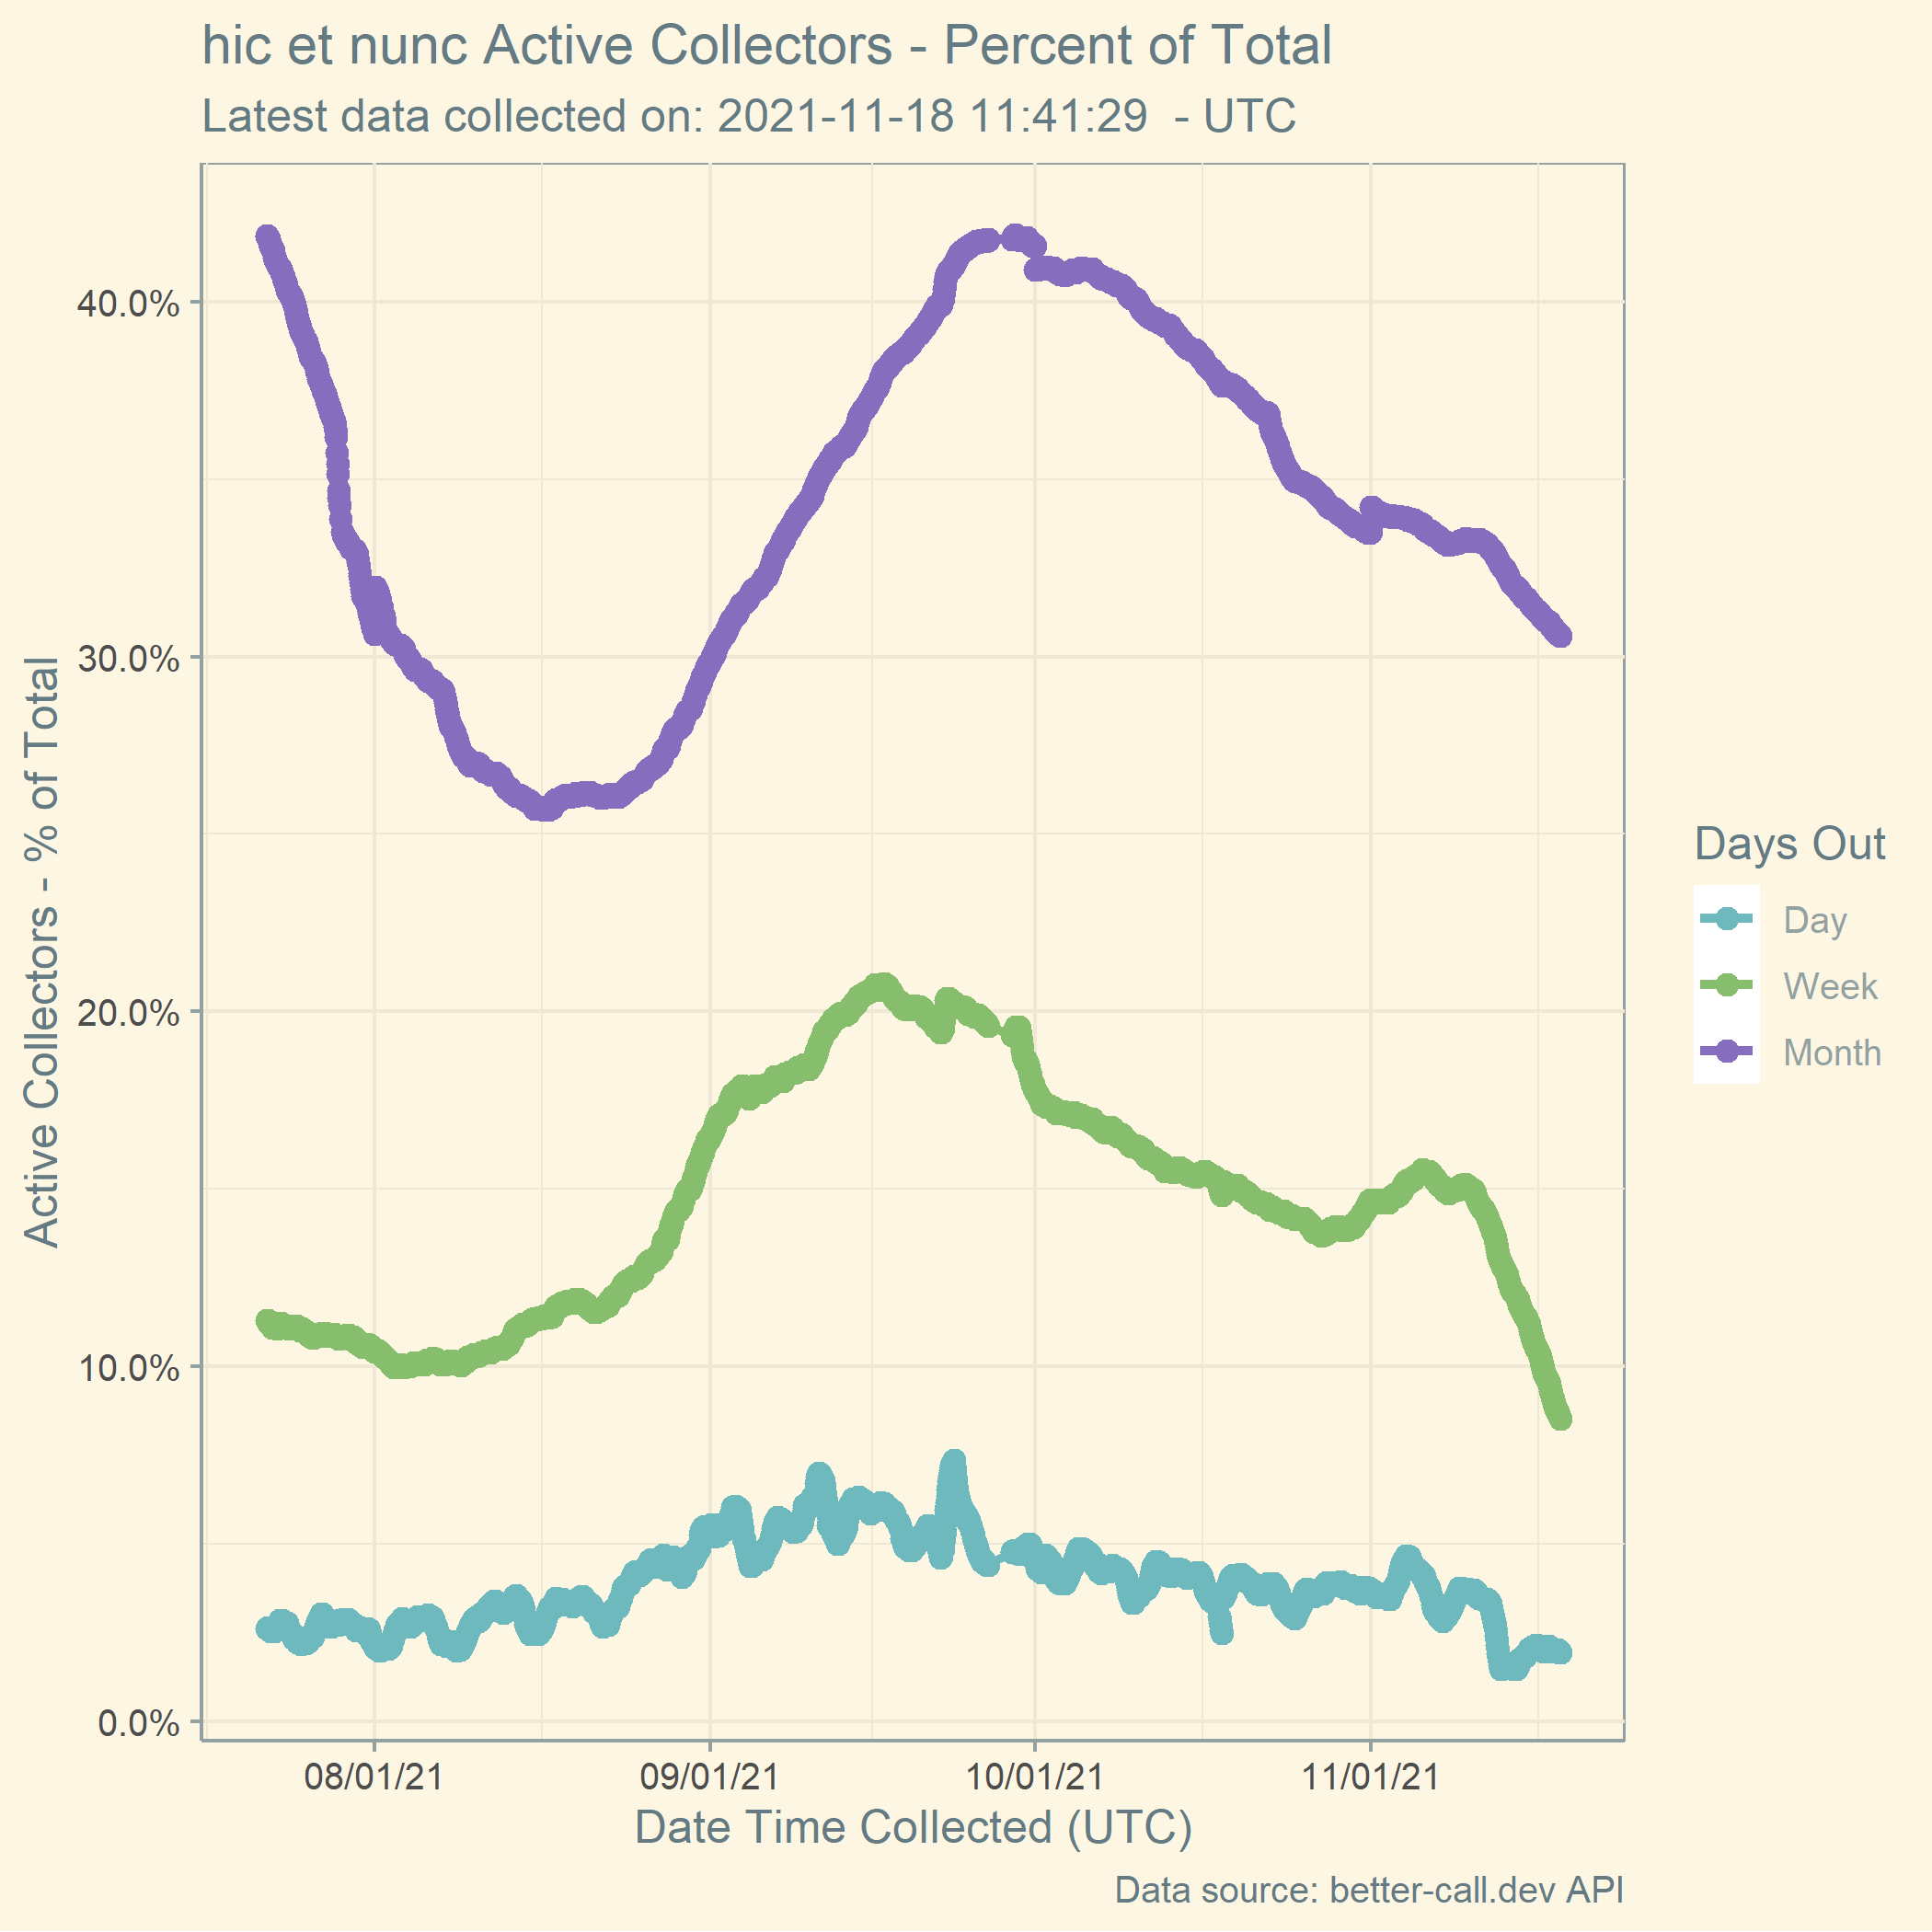 hic et nunc Active Collectors - Percent of Total
Latest data collected on: 2021-11-18 11:41:29  - UTC
Active Collectors - % of Total
40.0%
30.0%
20.0%
10.0%
0.0%
08/01/21
09/01/21
10/01/21
11/01/21
Date Time Collected (UTC)
Days Out
Day
Week
Month
Data source: better-call.dev API